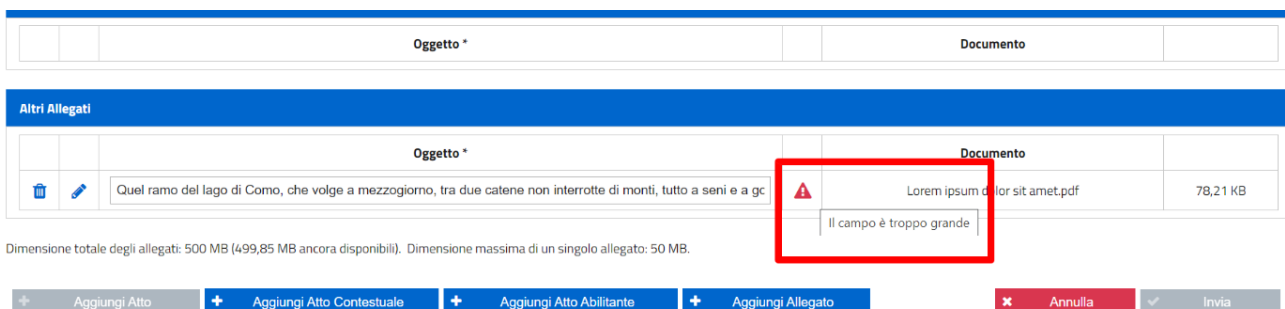 Oggetto * Documento
Altri Allegati
Oggetto * Documento
Quel ramo del lago di Como, che volge a mezzogiorno, tra due catene non interrotte di monti, tutto a seni e a gc Lorem ipsum dolor sit amet.pdf 78,21 KB
Il campo è troppo grande
Dimensione totale degli allegati: 500 MB (499,85 MB ancora disponibili). Dimensione massima di un singolo allegato: 50 MB.
+ Aggiungi Atto + Aggiungi Atto Contestuale + Aggiungi Atto Abilitante + Aggiungi Allegato Annulla Invia